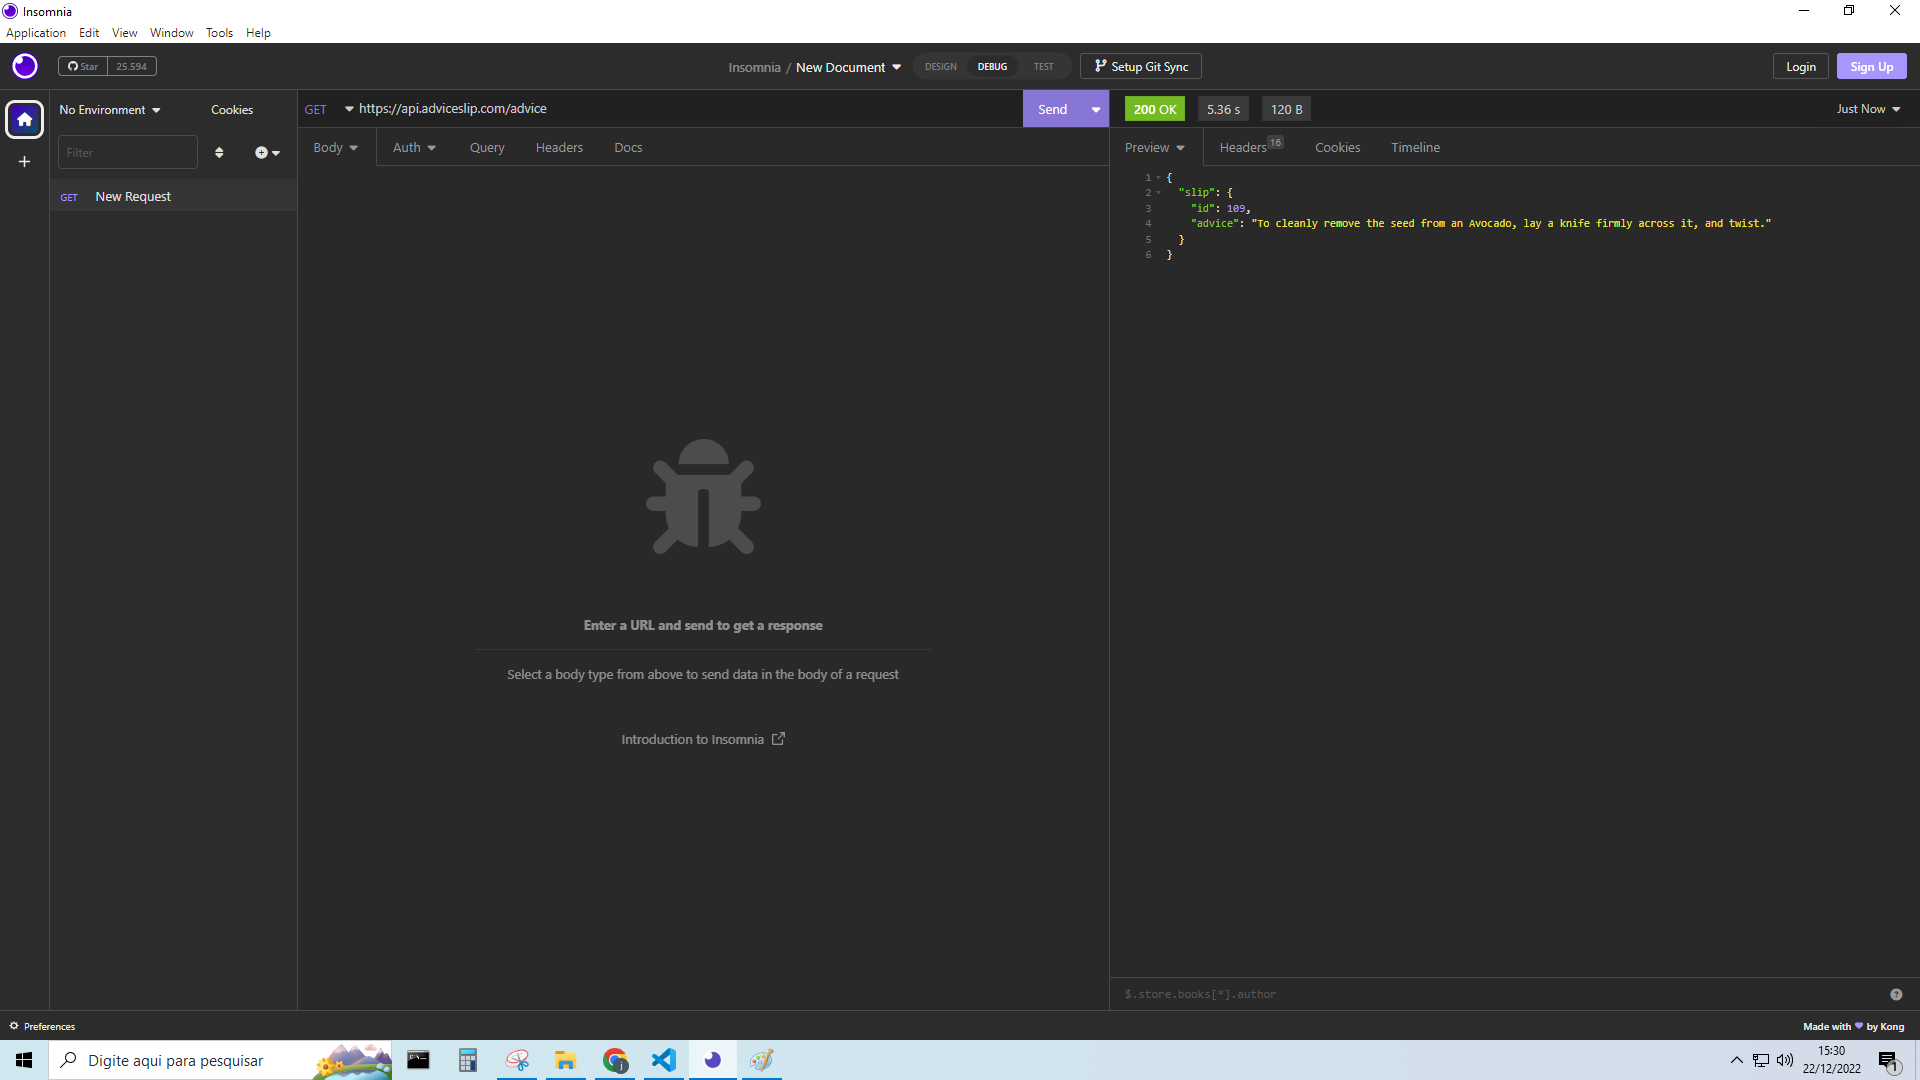 Insomnia
Application Edit View Window Tools Help
Star 25.594
Insomnia / New Document
DESIGN DEBUG TEST
Setup Git Sync
Login Sign Up
No Environment Cookies
GET https://api.adviceslip.com/advice
Send
200 OK 5.36 s 120 B
Just Now
Filter
Body Auth Query Headers Docs
Preview Headers 16 Cookies Timeline
GET New Request
1 {
2 "slip": {
3 "id": 109,
4 "advice": "To cleanly remove the seed from an Avocado, lay a knife firmly across it, and twist."
5 }
6 }
Enter a URL and send to get a response
Select a body type from above to send data in the body of a request
Introduction to Insomnia
$.store.books[*].author
Preferences
Made with ♥ by Kong
Digite aqui para pesquisar
15:30
22/12/2022
1